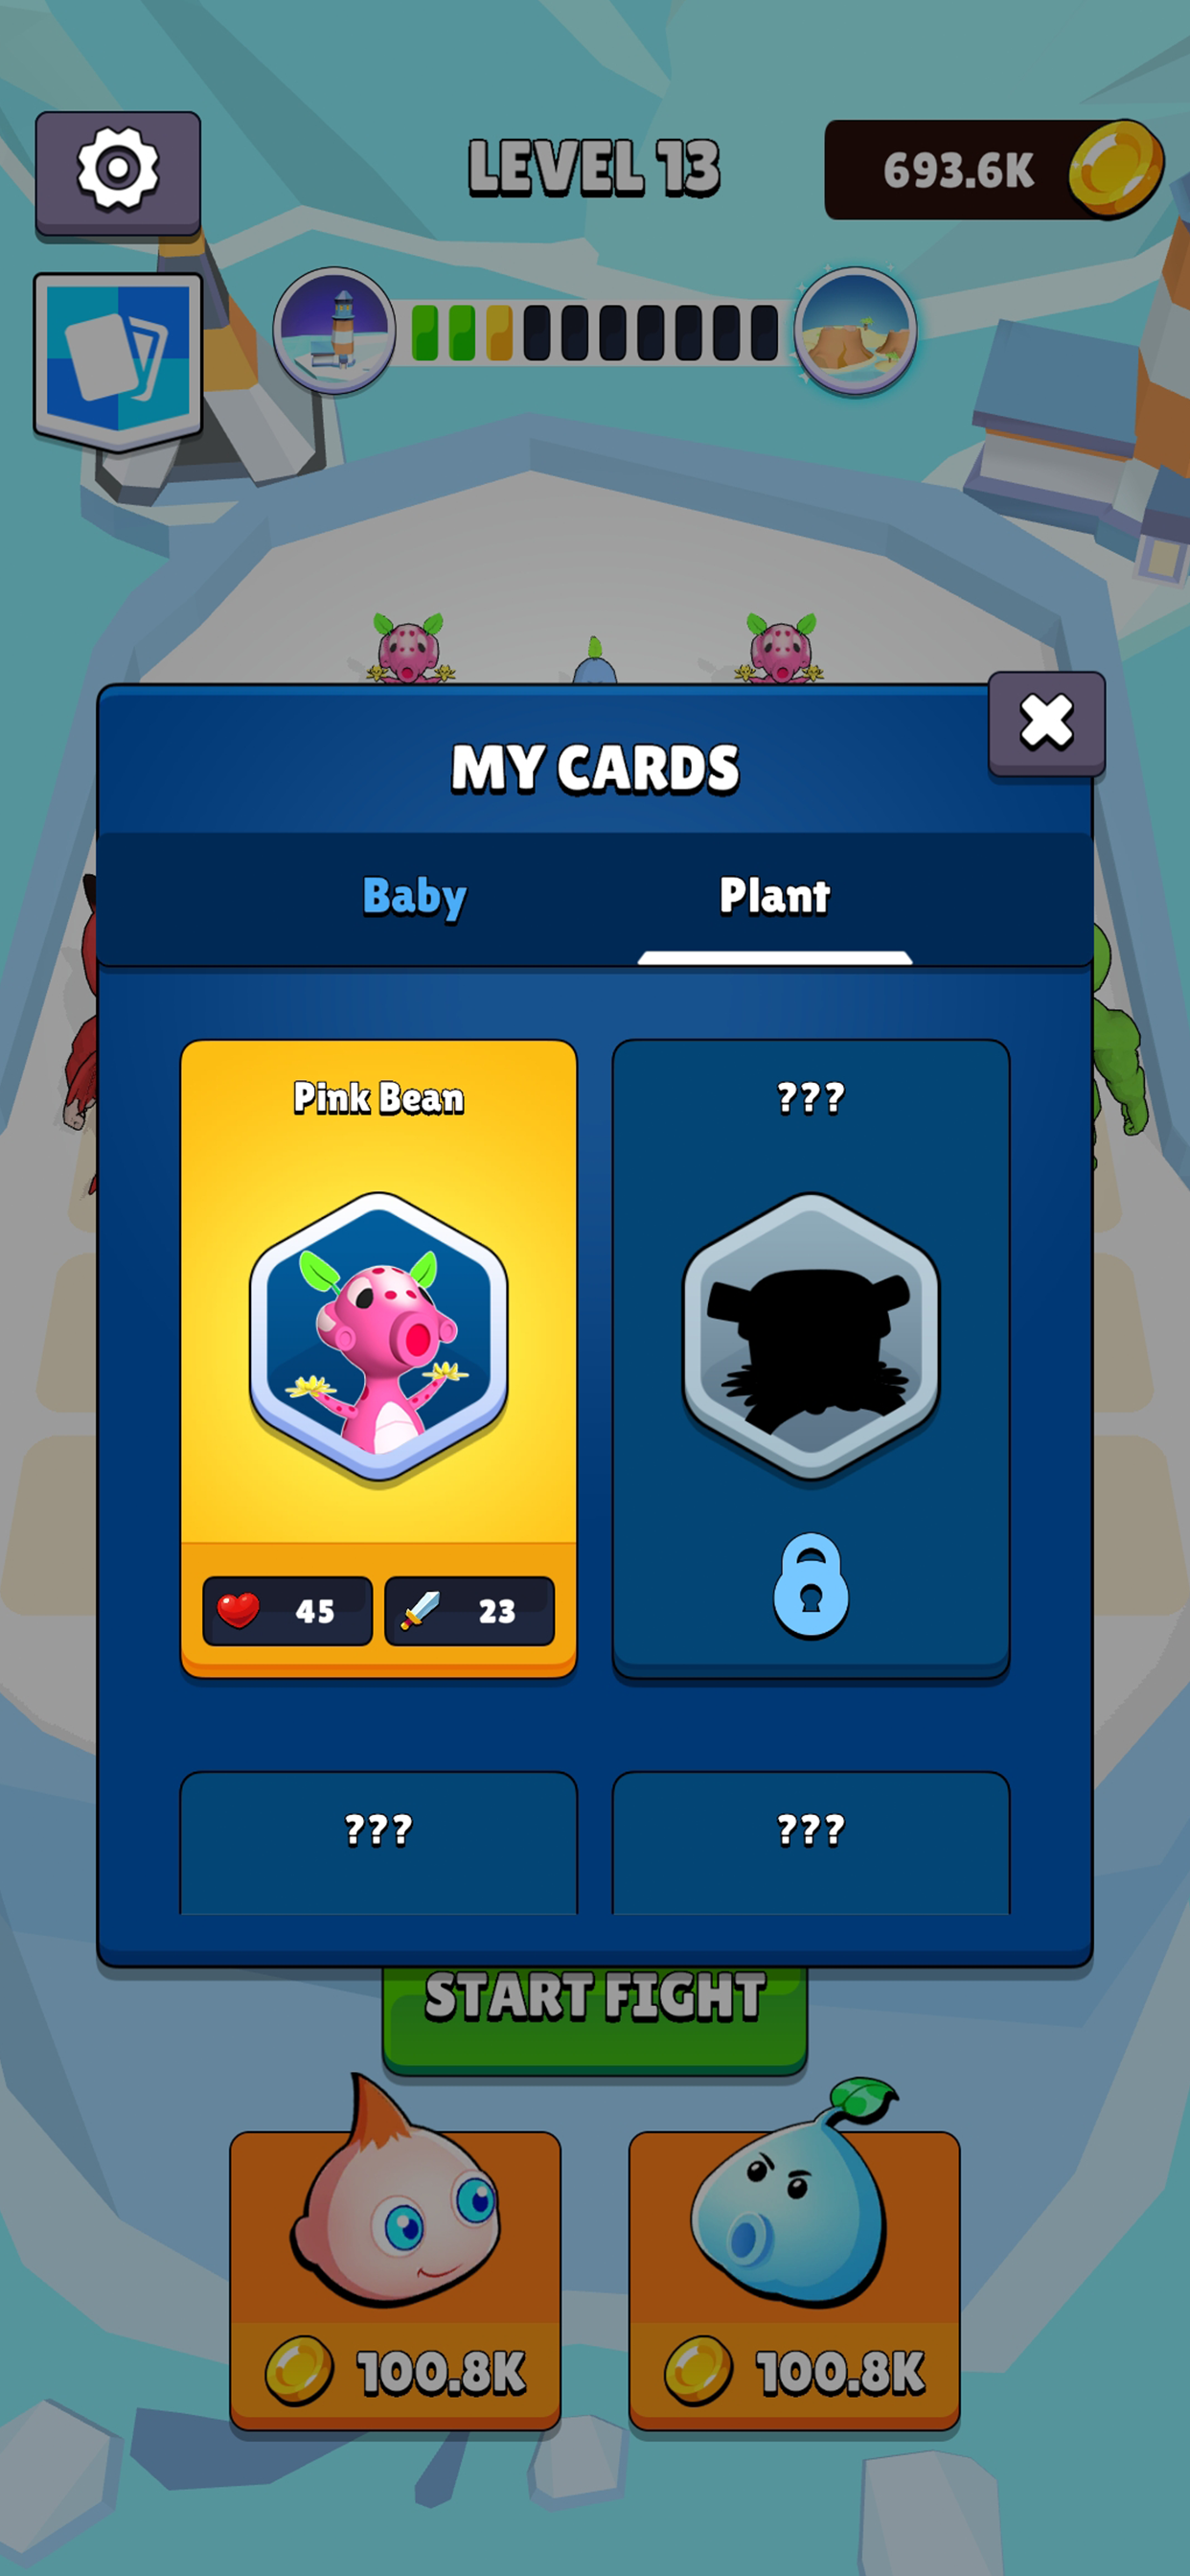 LEVEL 13
693.6K
MY CARDS
Baby
Plant
Pink Bean
???
45
23
???
???
START FIGHT
100.8K
100.8K